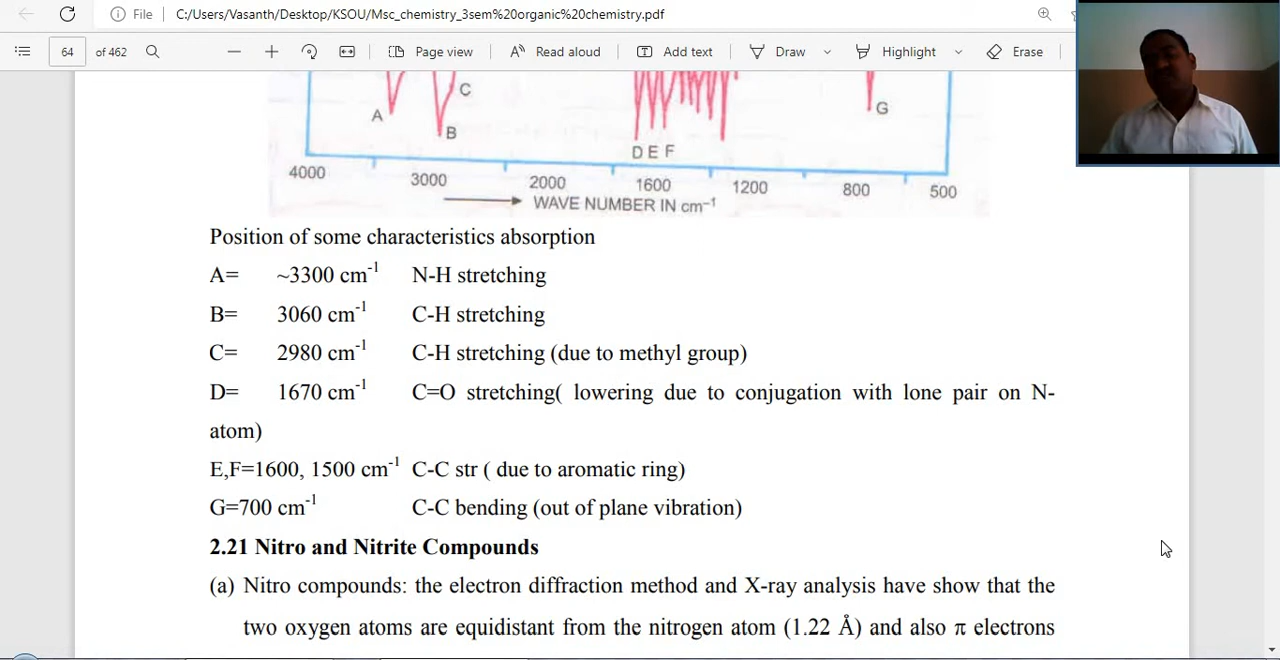 File C:/Users/Vasanth/Desktop/KSOU/Msc_chemistry_3sem%20organic%20chemistry.pdf
64 of 462 Page view Read aloud Add text Draw Highlight Erase
A C B D E F G
4000 3000 2000 1600 1200 800 500
WAVE NUMBER IN cm⁻¹
Position of some characteristics absorption
A= ~3300 cm⁻¹ N-H stretching
B= 3060 cm⁻¹ C-H stretching
C= 2980 cm⁻¹ C-H stretching (due to methyl group)
D= 1670 cm⁻¹ C=O stretching( lowering due to conjugation with lone pair on N-
atom)
E,F=1600, 1500 cm⁻¹ C-C str ( due to aromatic ring)
G=700 cm⁻¹ C-C bending (out of plane vibration)
2.21 Nitro and Nitrite Compounds
(a) Nitro compounds: the electron diffraction method and X-ray analysis have show that the
two oxygen atoms are equidistant from the nitrogen atom (1.22 Å) and also π electrons